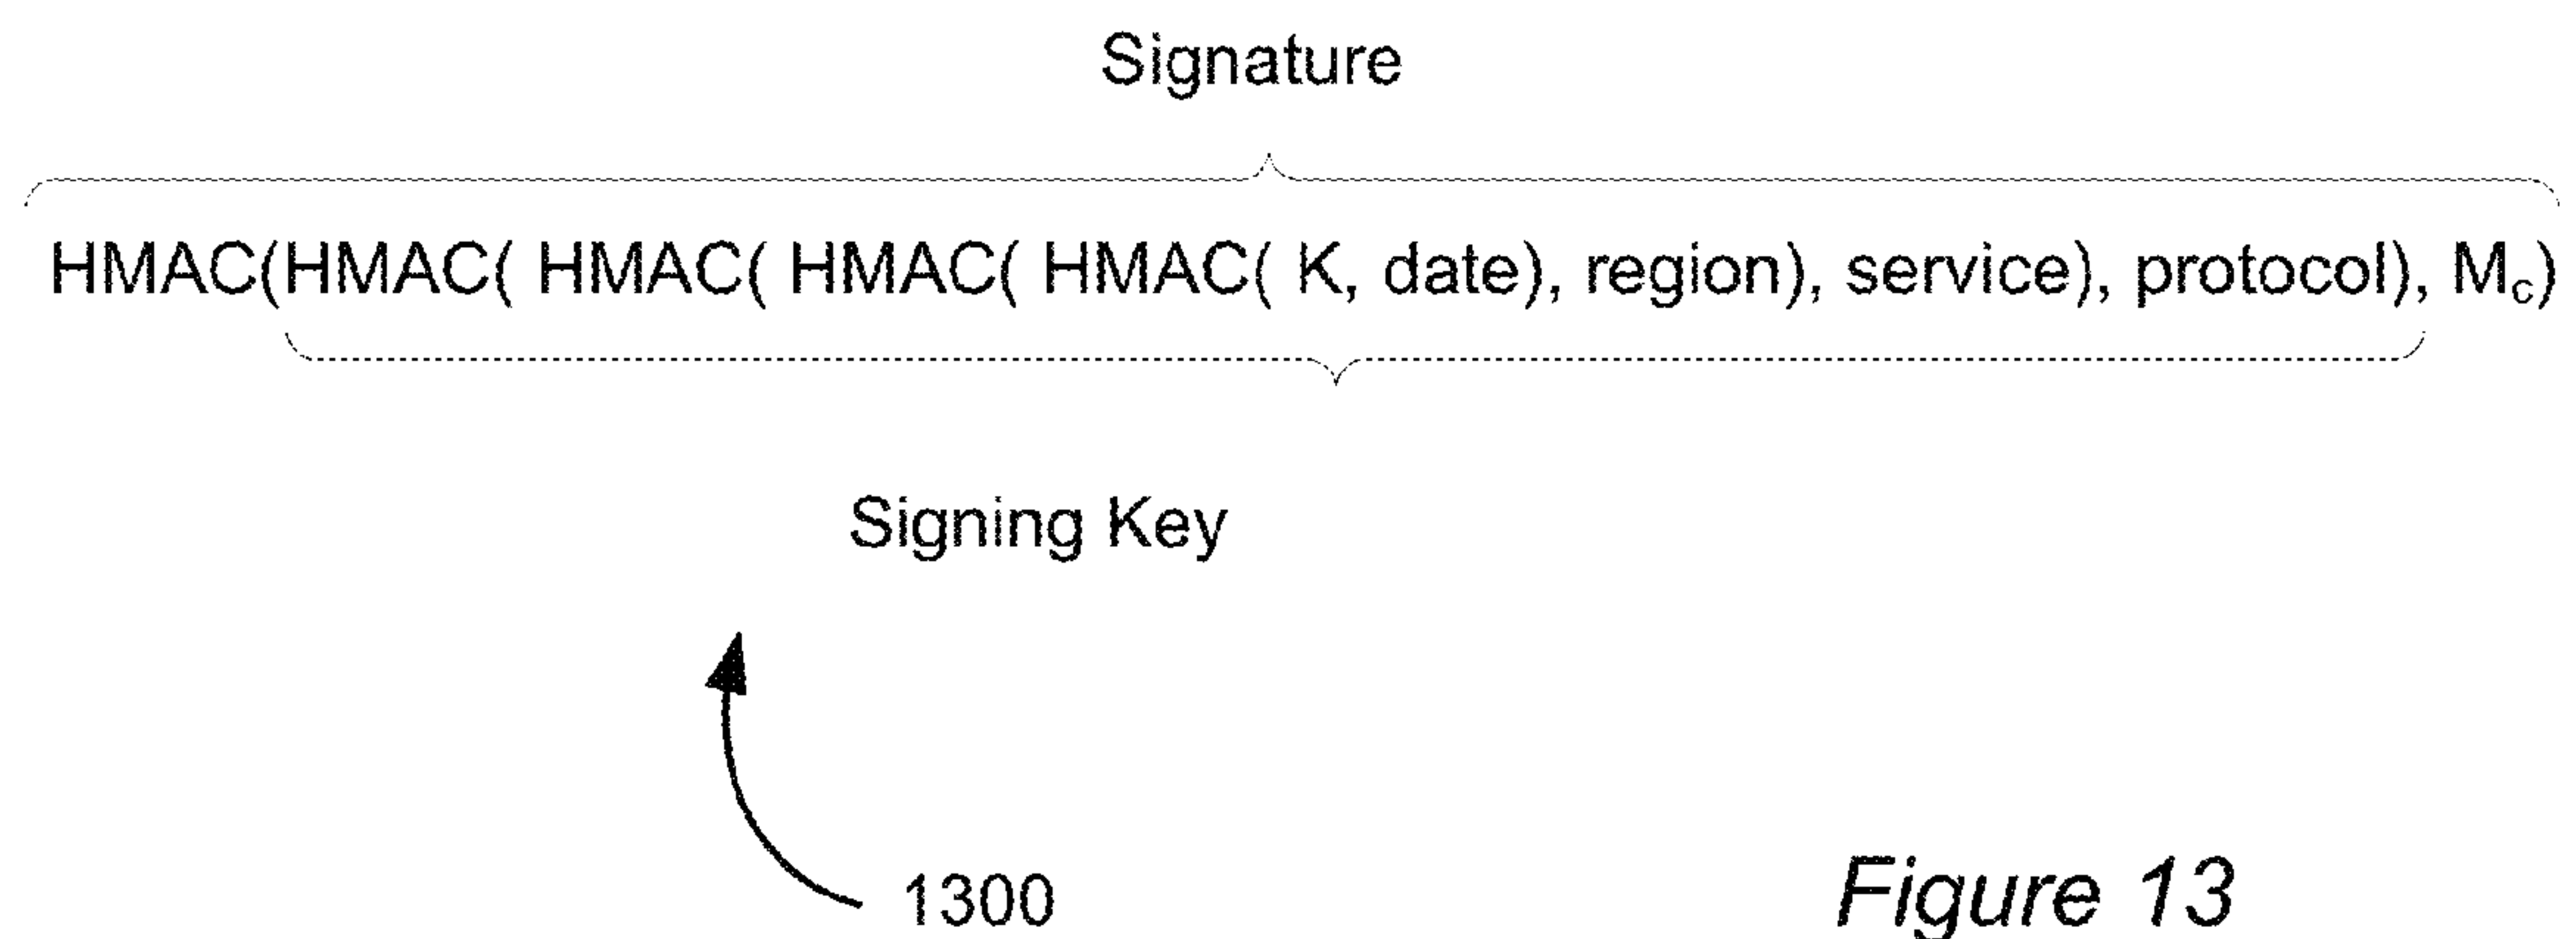 Signature
HMAC(HMAC( HMAC( HMAC( HMAC( K, date), region), service), protocol), Mc)
Signing Key
1300
Figure 13